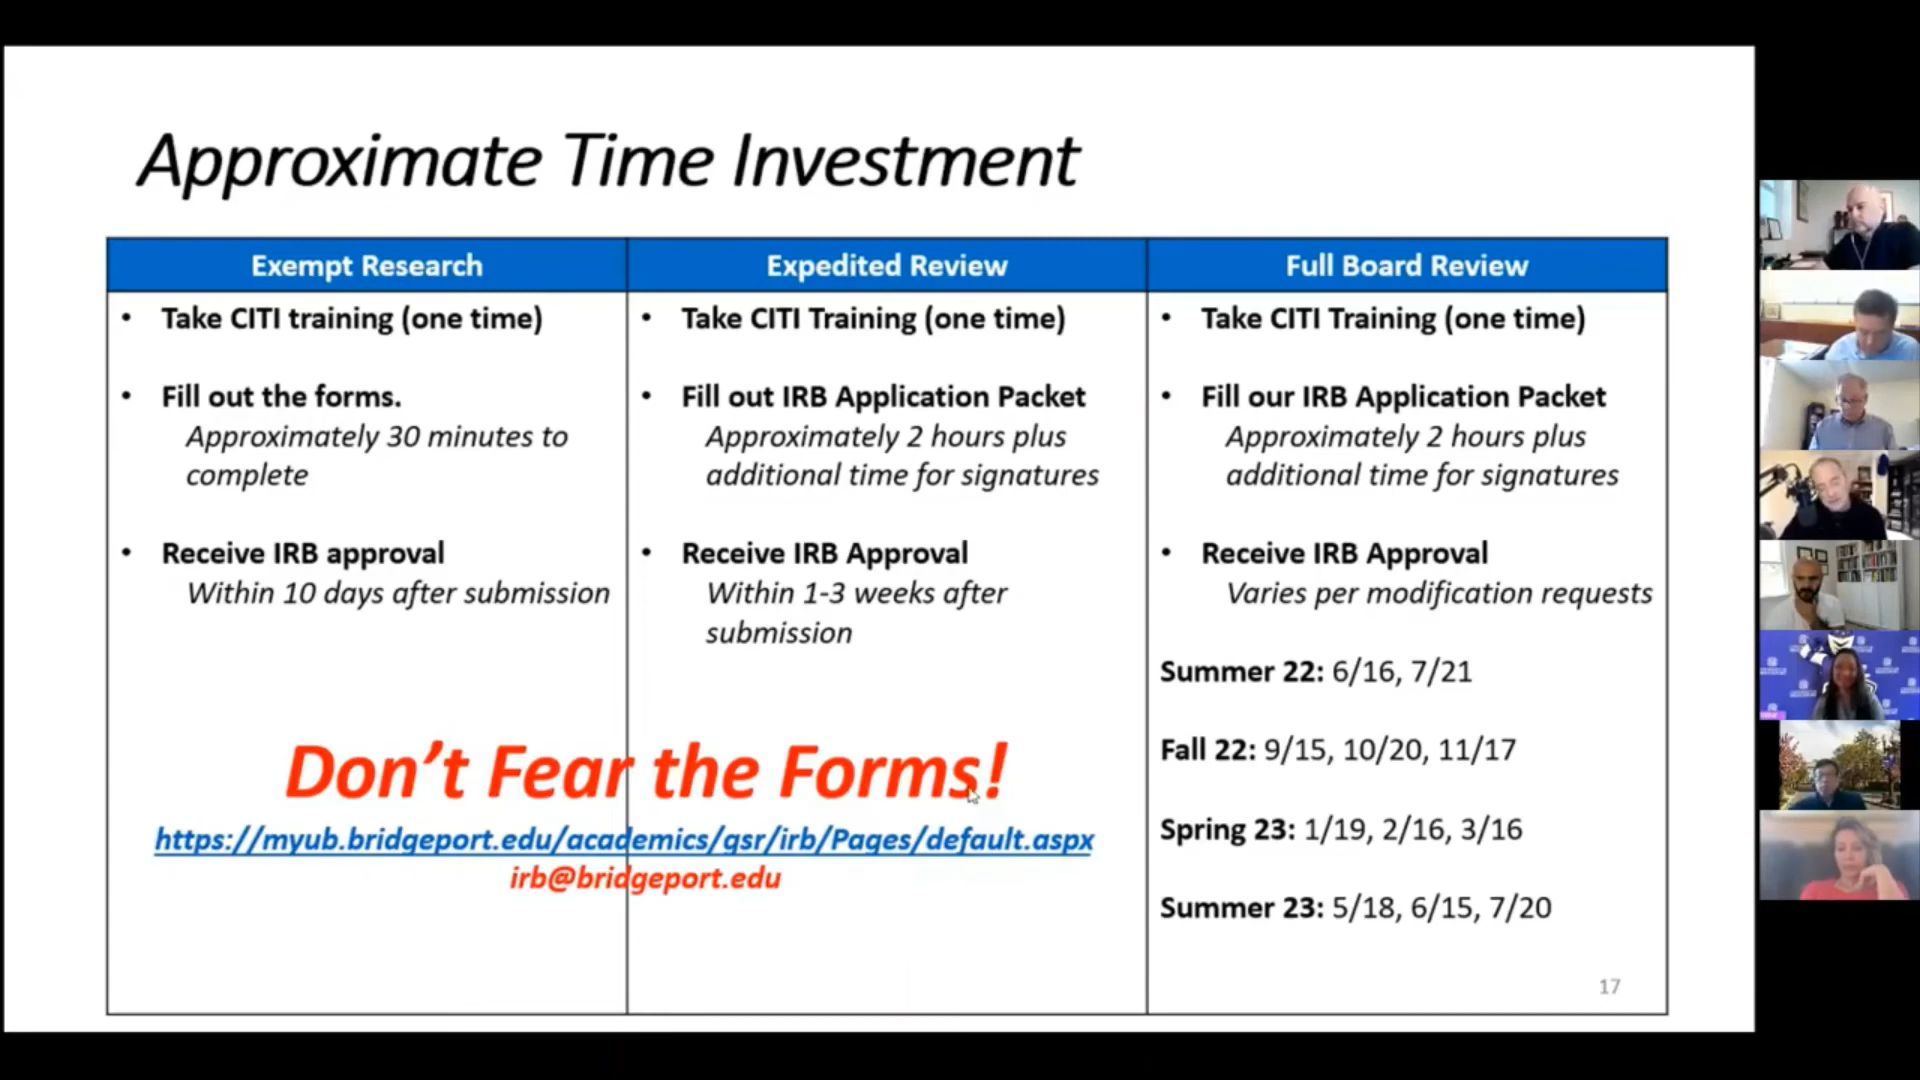 Approximate Time Investment
Exempt Research
• Take CITI training (one time)
• Fill out the forms.
Approximately 30 minutes to
complete
• Receive IRB approval
Within 10 days after submission
Expedited Review
• Take CITI Training (one time)
• Fill out IRB Application Packet
Approximately 2 hours plus
additional time for signatures
• Receive IRB Approval
Within 1-3 weeks after
submission
Full Board Review
• Take CITI Training (one time)
• Fill our IRB Application Packet
Approximately 2 hours plus
additional time for signatures
• Receive IRB Approval
Varies per modification requests
Summer 22: 6/16, 7/21
Fall 22: 9/15, 10/20, 11/17
Spring 23: 1/19, 2/16, 3/16
Summer 23: 5/18, 6/15, 7/20
Don’t Fear the Forms!
https://myub.bridgeport.edu/academics/gsr/irb/Pages/default.aspx
irb@bridgeport.edu
17